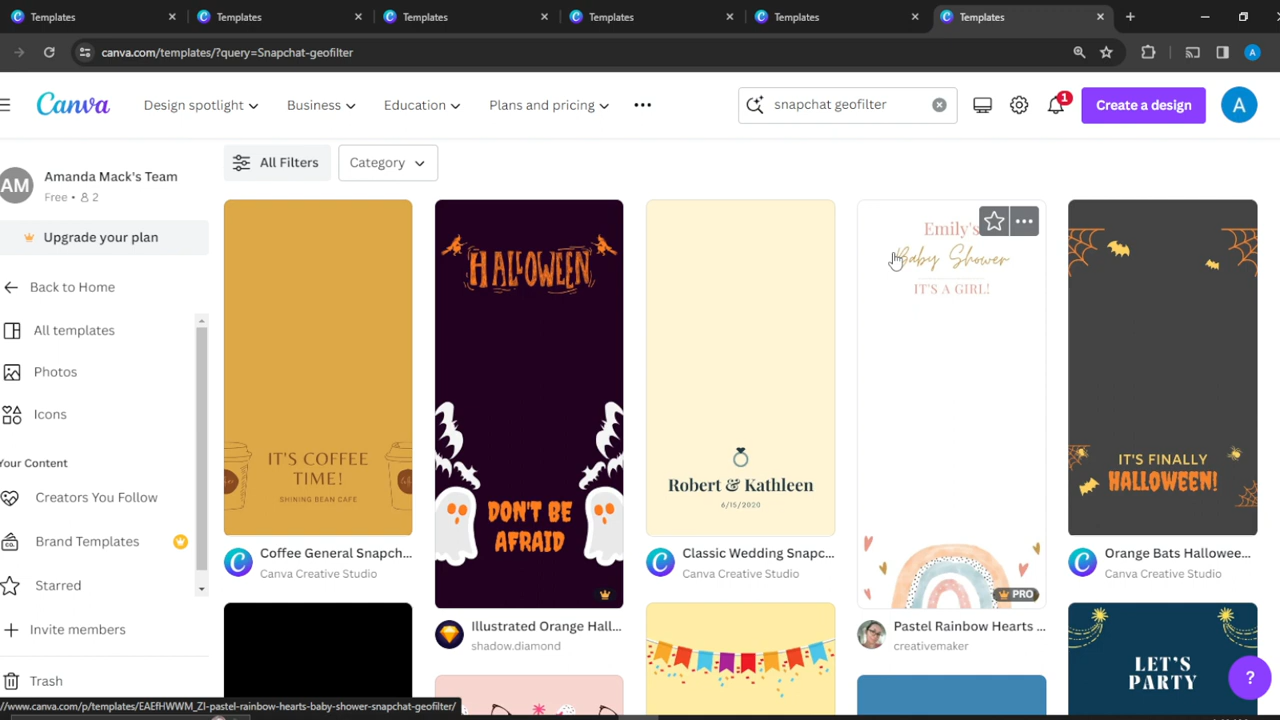 Templates
Templates
Templates
Templates
Templates
Templates
canva.com/templates/?query=Snapchat-geofilter
A
Canva
Design spotlight
Business
Education
Plans and pricing
snapchat geofilter
1
Create a design
A
AM
Amanda Mack's Team
Free • 2
Upgrade your plan
Back to Home
All templates
Photos
Icons
Your Content
Creators You Follow
Brand Templates
Starred
Invite members
Trash
All Filters
Category
IT'S COFFEE
TIME!
SHINING BEAN CAFE
Coffee General Snapch...
Canva Creative Studio
HALLOWEEN
DON'T BE
AFRAID
Illustrated Orange Hall...
shadow.diamond
Robert & Kathleen
6/15/2020
Classic Wedding Snapc...
Canva Creative Studio
Emily's
Baby Shower
IT'S A GIRL!
PRO
Pastel Rainbow Hearts ...
creativemaker
IT'S FINALLY
HALLOWEEN!
Orange Bats Hallowee...
Canva Creative Studio
LET'S
PARTY
?
//www.canva.com/p/templates/EAEfHWWM_ZI-pastel-rainbow-hearts-baby-shower-snapchat-geofilter/